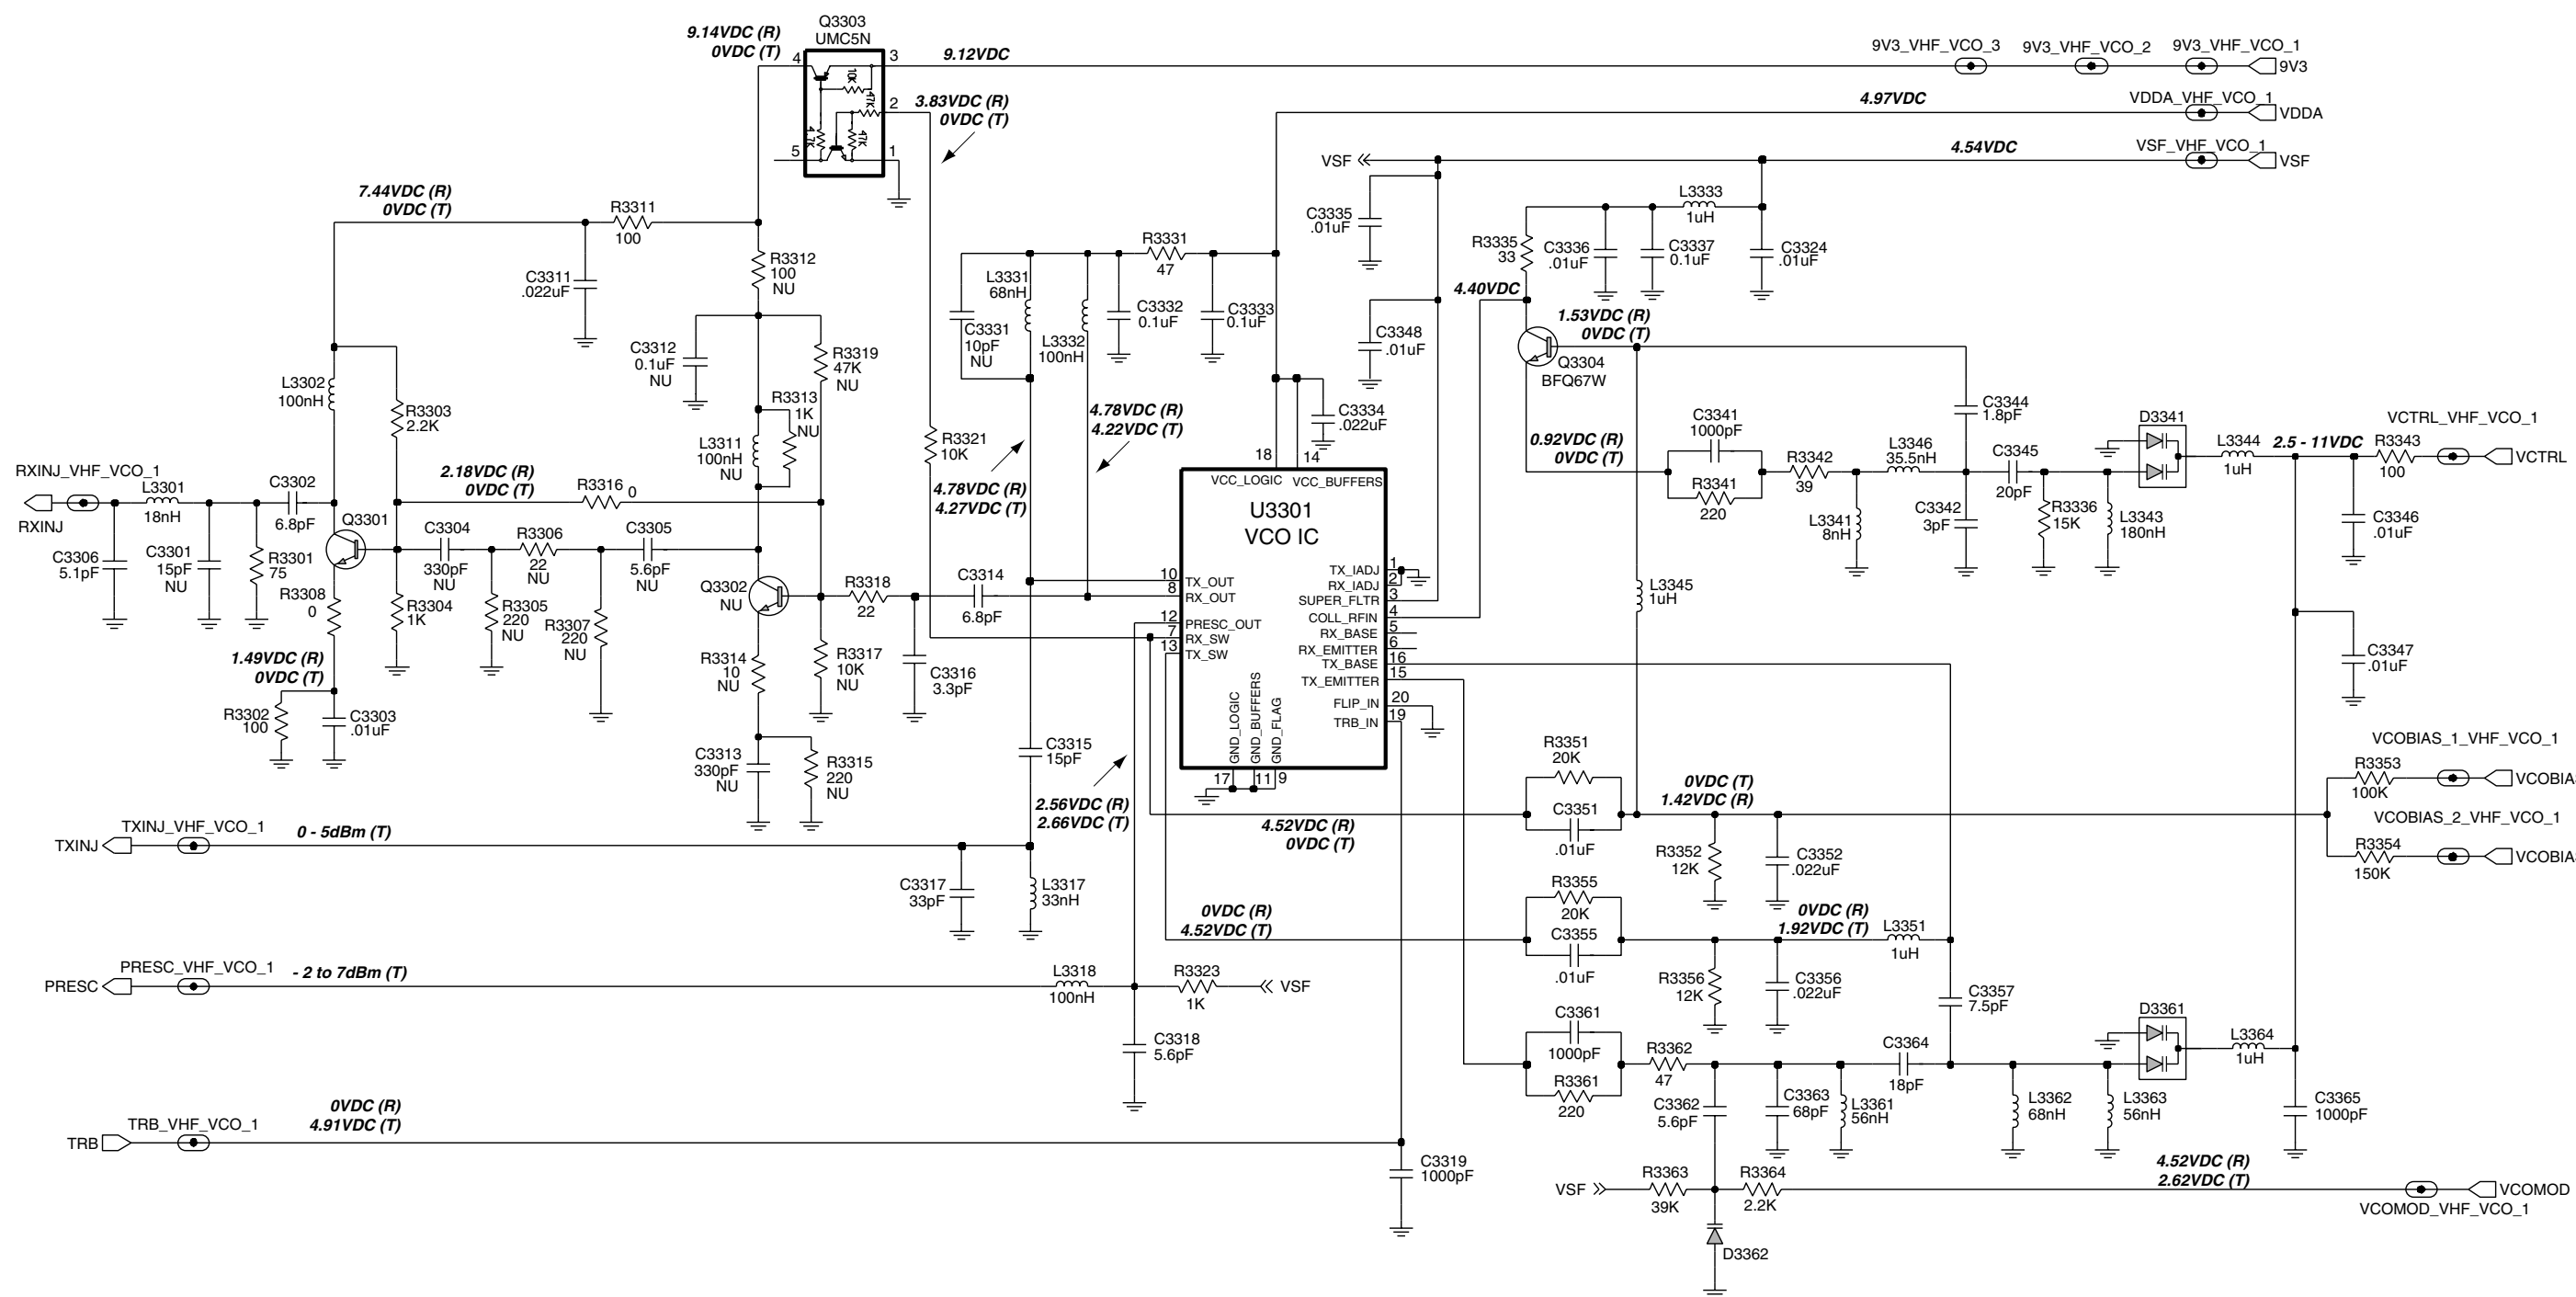 Q3303
UMC5N
9.14VDC (R)
0VDC (T)
4
3
9.12VDC
10K
47K
2
3.83VDC (R)
0VDC (T)
4.7K
47K
5
1
9V3_VHF_VCO_3
9V3_VHF_VCO_2
9V3_VHF_VCO_1
9V3
4.97VDC
VDDA_VHF_VCO_1
VDDA
VSF
4.54VDC
VSF_VHF_VCO_1
VSF
7.44VDC (R)
0VDC (T)
R3311
100
C3311
.022uF
R3312
100
NU
C3312
0.1uF
NU
R3319
47K
NU
R3313
1K
NU
L3311
100nH
NU
L3302
100nH
R3303
2.2K
2.18VDC (R)
0VDC (T)
R3316
0
RXINJ_VHF_VCO_1
RXINJ
L3301
18nH
C3302
6.8pF
Q3301
C3306
5.1pF
C3301
15pF
NU
R3301
75
R3308
0
C3304
330pF
NU
R3306
22
NU
C3305
5.6pF
NU
R3304
1K
R3305
220
NU
R3307
220
NU
1.49VDC (R)
0VDC (T)
R3302
100
C3303
.01uF
Q3302
NU
R3318
22
C3314
6.8pF
R3314
10
NU
R3317
10K
NU
C3316
3.3pF
C3313
330pF
NU
R3315
220
NU
R3321
10K
L3331
68nH
C3331
10pF
NU
L3332
100nH
C3332
0.1uF
R3331
47
C3333
0.1uF
4.78VDC (R)
4.22VDC (T)
4.78VDC (R)
4.27VDC (T)
C3335
.01uF
C3348
.01uF
C3334
.022uF
R3335
33
C3336
.01uF
L3333
1uH
C3337
0.1uF
C3324
.01uF
4.40VDC
1.53VDC (R)
0VDC (T)
Q3304
BFQ67W
0.92VDC (R)
0VDC (T)
C3341
1000pF
R3341
220
R3342
39
L3346
35.5nH
L3341
8nH
C3344
1.8pF
C3345
20pF
C3342
3pF
R3336
15K
L3343
180nH
D3341
L3344
1uH
2.5 - 11VDC
VCTRL_VHF_VCO_1
R3343
100
VCTRL
C3346
.01uF
C3347
.01uF
L3345
1uH
18
14
VCC_LOGIC
VCC_BUFFERS
U3301
VCO IC
10
TX_OUT
8
RX_OUT
12
PRESC_OUT
7
RX_SW
13
TX_SW
TX_IADJ
1
RX_IADJ
2
SUPER_FLTR
3
COLL_RFIN
4
RX_BASE
5
RX_EMITTER
6
TX_BASE
16
TX_EMITTER
15
FLIP_IN
20
TRB_IN
19
GND_LOGIC
GND_BUFFERS
GND_FLAG
17
11
9
C3315
15pF
2.56VDC (R)
2.66VDC (T)
TXINJ
TXINJ_VHF_VCO_1
0 - 5dBm (T)
C3317
33pF
L3317
33nH
4.52VDC (R)
0VDC (T)
R3351
20K
C3351
.01uF
0VDC (T)
1.42VDC (R)
R3352
12K
C3352
.022uF
VCOBIAS_1_VHF_VCO_1
R3353
100K
VCOBIA
VCOBIAS_2_VHF_VCO_1
R3354
150K
VCOBIA
0VDC (R)
4.52VDC (T)
R3355
20K
C3355
.01uF
0VDC (R)
1.92VDC (T)
L3351
1uH
R3356
12K
C3356
.022uF
C3357
7.5pF
PRESC
PRESC_VHF_VCO_1
- 2 to 7dBm (T)
L3318
100nH
R3323
1K
VSF
C3318
5.6pF
C3361
1000pF
R3361
220
R3362
47
C3364
18pF
C3362
5.6pF
C3363
68pF
L3361
56nH
L3362
68nH
L3363
56nH
D3361
L3364
1uH
C3365
1000pF
TRB
TRB_VHF_VCO_1
0VDC (R)
4.91VDC (T)
C3319
1000pF
VSF
R3363
39K
R3364
2.2K
D3362
4.52VDC (R)
2.62VDC (T)
VCOMOD
VCOMOD_VHF_VCO_1